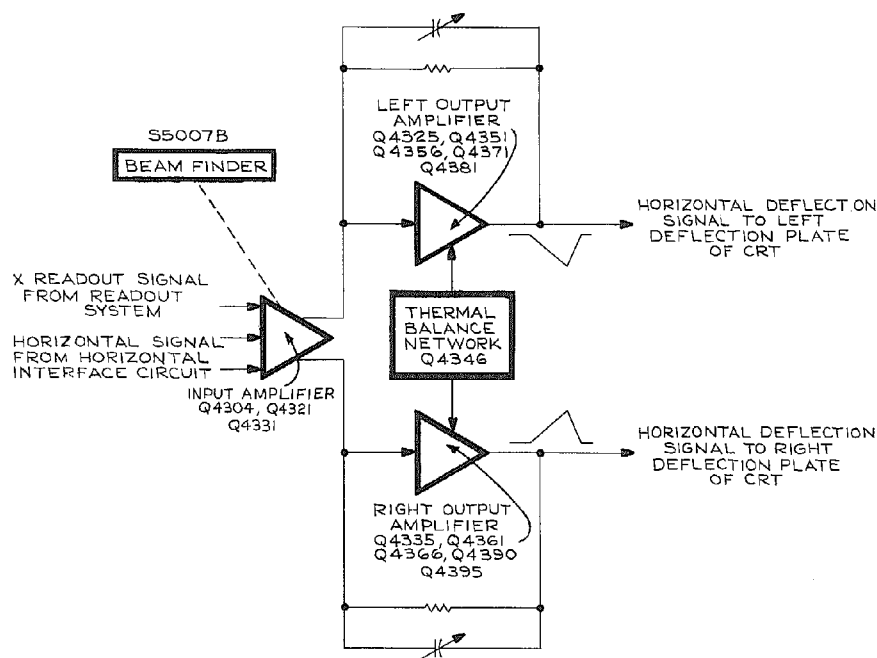 LEFT OUTPUT
AMPLIFIER
Q4325, Q4351
Q4356, Q4371
Q4381
S5007B
BEAM FINDER
HORIZONTAL DEFLECTION
SIGNAL TO LEFT
DEFLECTION PLATE
OF CRT
X READOUT SIGNAL
FROM READOUT
SYSTEM
HORIZONTAL SIGNAL
FROM HORIZONTAL
INTERFACE CIRCUIT
INPUT AMPLIFIER
Q4304, Q4321
Q4331
THERMAL
BALANCE
NETWORK
Q4346
HORIZONTAL DEFLECTION
SIGNAL TO RIGHT
DEFLECTION PLATE
OF CRT
RIGHT OUTPUT
AMPLIFIER
Q4335, Q4361
Q4366, Q4390
Q4395